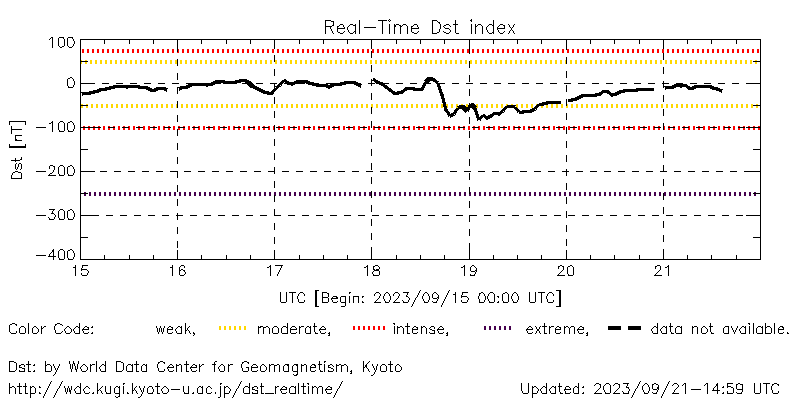 Real-Time Dst index
100
0
-100
-200
-300
-400
Dst [nT]
15 16 17 18 19 20 21
UTC [Begin: 2023/09/15 00:00 UTC]
Color Code: weak, moderate, intense, extreme, data not available.
Dst: by World Data Center for Geomagnetism, Kyoto
http://wdc.kugi.kyoto-u.ac.jp/dst_realtime/ Updated: 2023/09/21-14:59 UTC